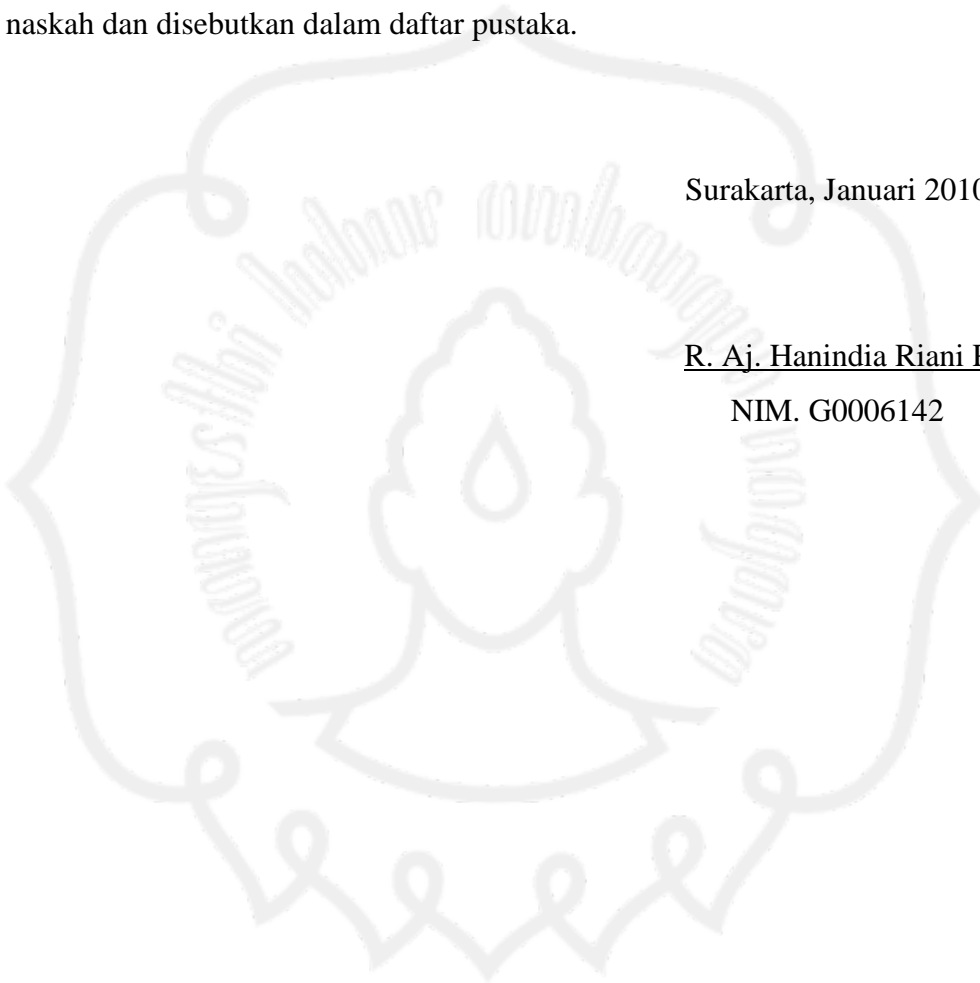 naskah dan disebutkan dalam daftar pustaka.
Surakarta, Januari 2010
R. Aj. Hanindia Riani
NIM. G0006142